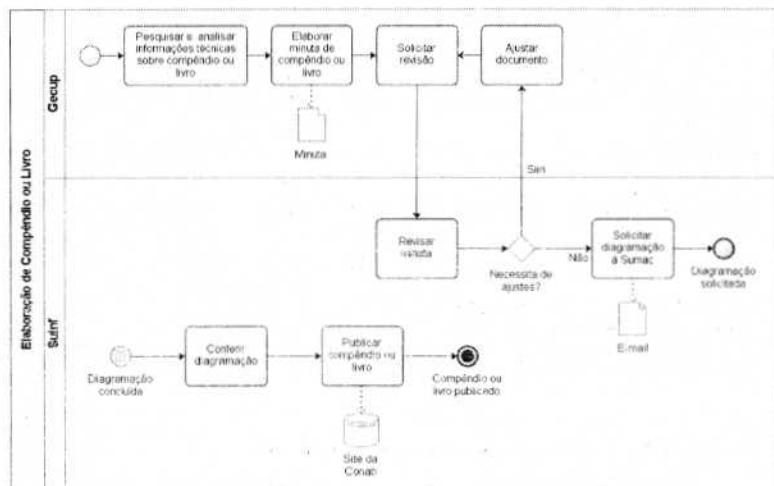 Elaboração de Compêndio ou Livro
Gecup
Pesquisar e analisar
informações técnicas
sobre compêndio ou
livro
Elaborar
minuta de
compêndio ou
livro
Solicitar
revisão
Ajustar
documento
Minuta
Sim
Suinf
Revisar
minuta
Necessita de
ajustes?
Não
Solicitar
diagramação
à Sumac
Diagramação
solicitada
E-mail
Diagramação
concluída
Conferir
diagramação
Publicar
compêndio ou
livro
Compêndio ou
livro publicado
Site da
Conab